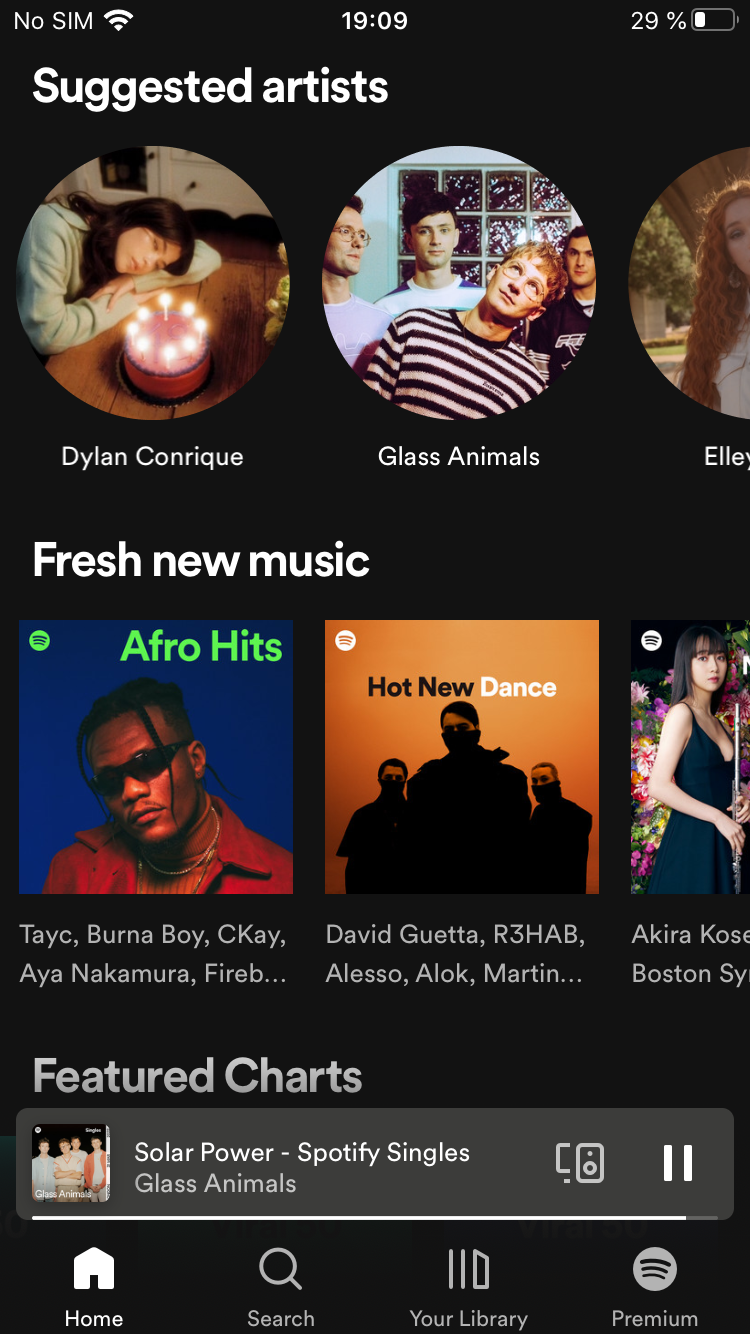 No SIM 19:09 29 %
Suggested artists
Dylan Conrique Glass Animals Elley
Fresh new music
Afro Hits
Hot New Dance
N
Tayc, Burna Boy, CKay,
Aya Nakamura, Fireb...
David Guetta, R3HAB,
Alesso, Alok, Martin...
Akira Kose
Boston Sy
Featured Charts
Singles
Glass Animals
Solar Power - Spotify Singles
Glass Animals
Viral 50
Home Search Your Library Premium